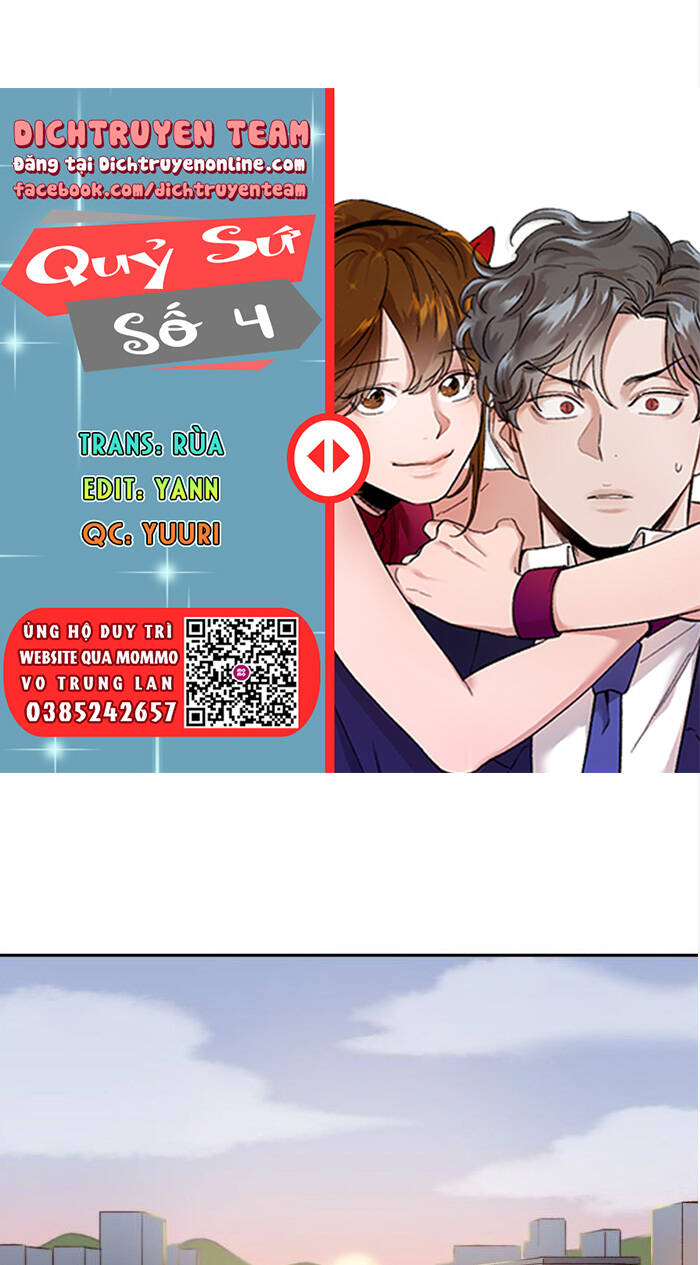 DICHTRUYEN TEAM
Đăng tại Dichtruyenonline.com
facebook.com/dichtruyenteam
Quỷ Sứ
Số 4
TRANS: RÙA
EDIT: YANN
QC: YUURI
ỦNG HỘ DUY TRÌ
WEBSITE QUA MOMMO
VO TRUNG LAN
0385242657